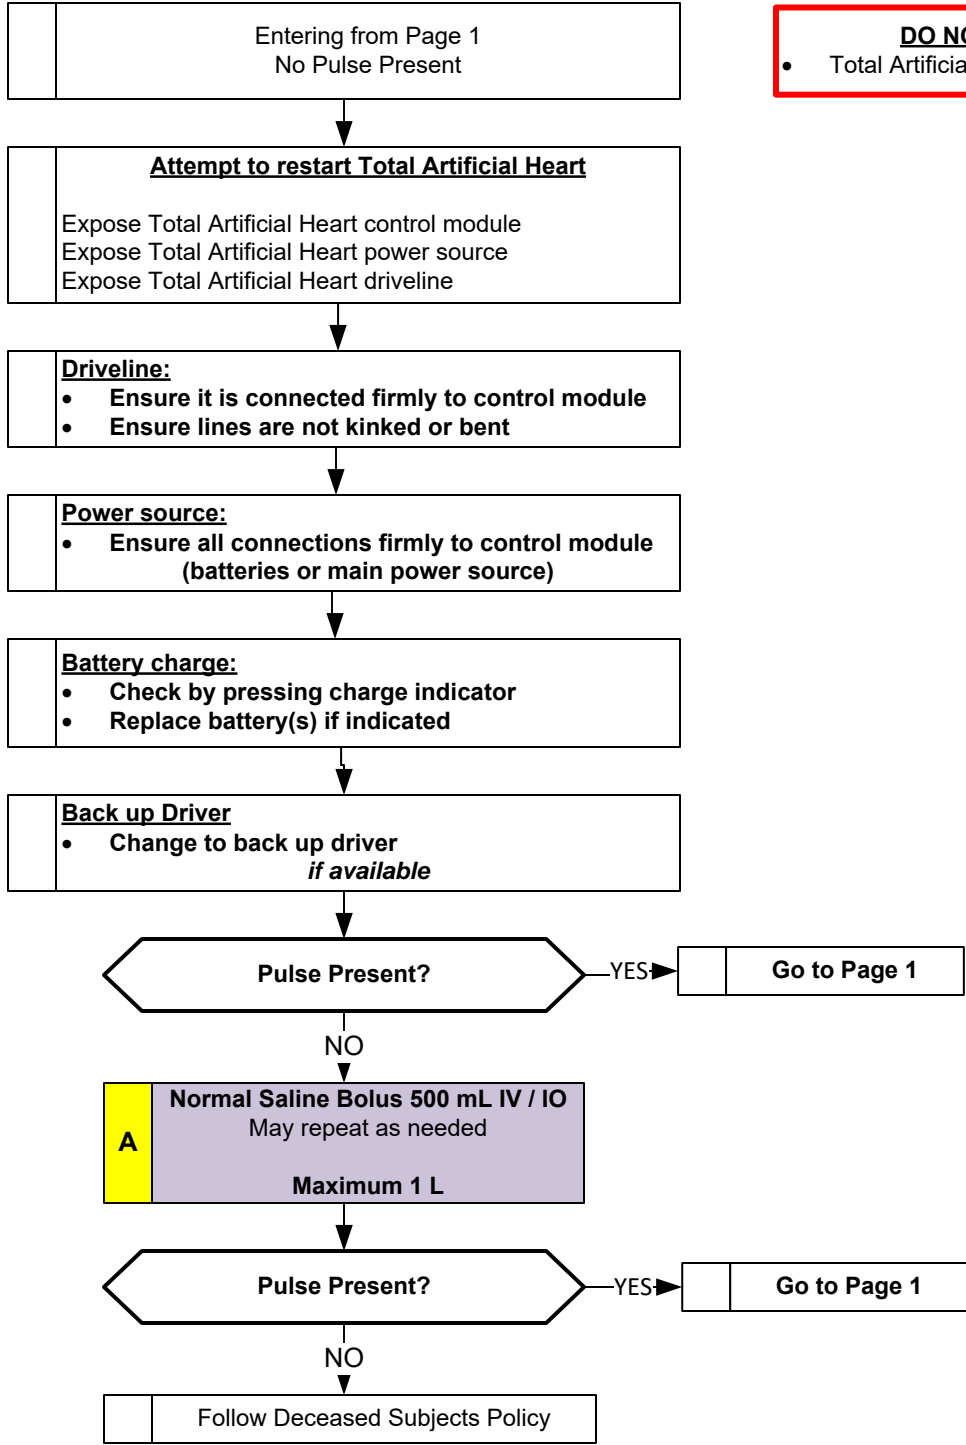 Entering from Page 1
No Pulse Present
DO
• Total
Attempt to restart Total Artificial Heart
Expose Total Artificial Heart control module
Expose Total Artificial Heart power source
Expose Total Artificial Heart driveline
Driveline:
• Ensure it is connected firmly to control module
• Ensure lines are not kinked or bent
Power source:
• Ensure all connections firmly to control module
(batteries or main power source)
Battery charge:
• Check by pressing charge indicator
• Replace battery(s) if indicated
Back up Driver
• Change to back up driver
if available
Pulse Present?
YES
Go to Page 1
NO
A
Normal Saline Bolus 500 mL IV / IO
May repeat as needed
Maximum 1 L
Pulse Present?
YES
Go to Page 1
NO
Follow Deceased Subjects Policy